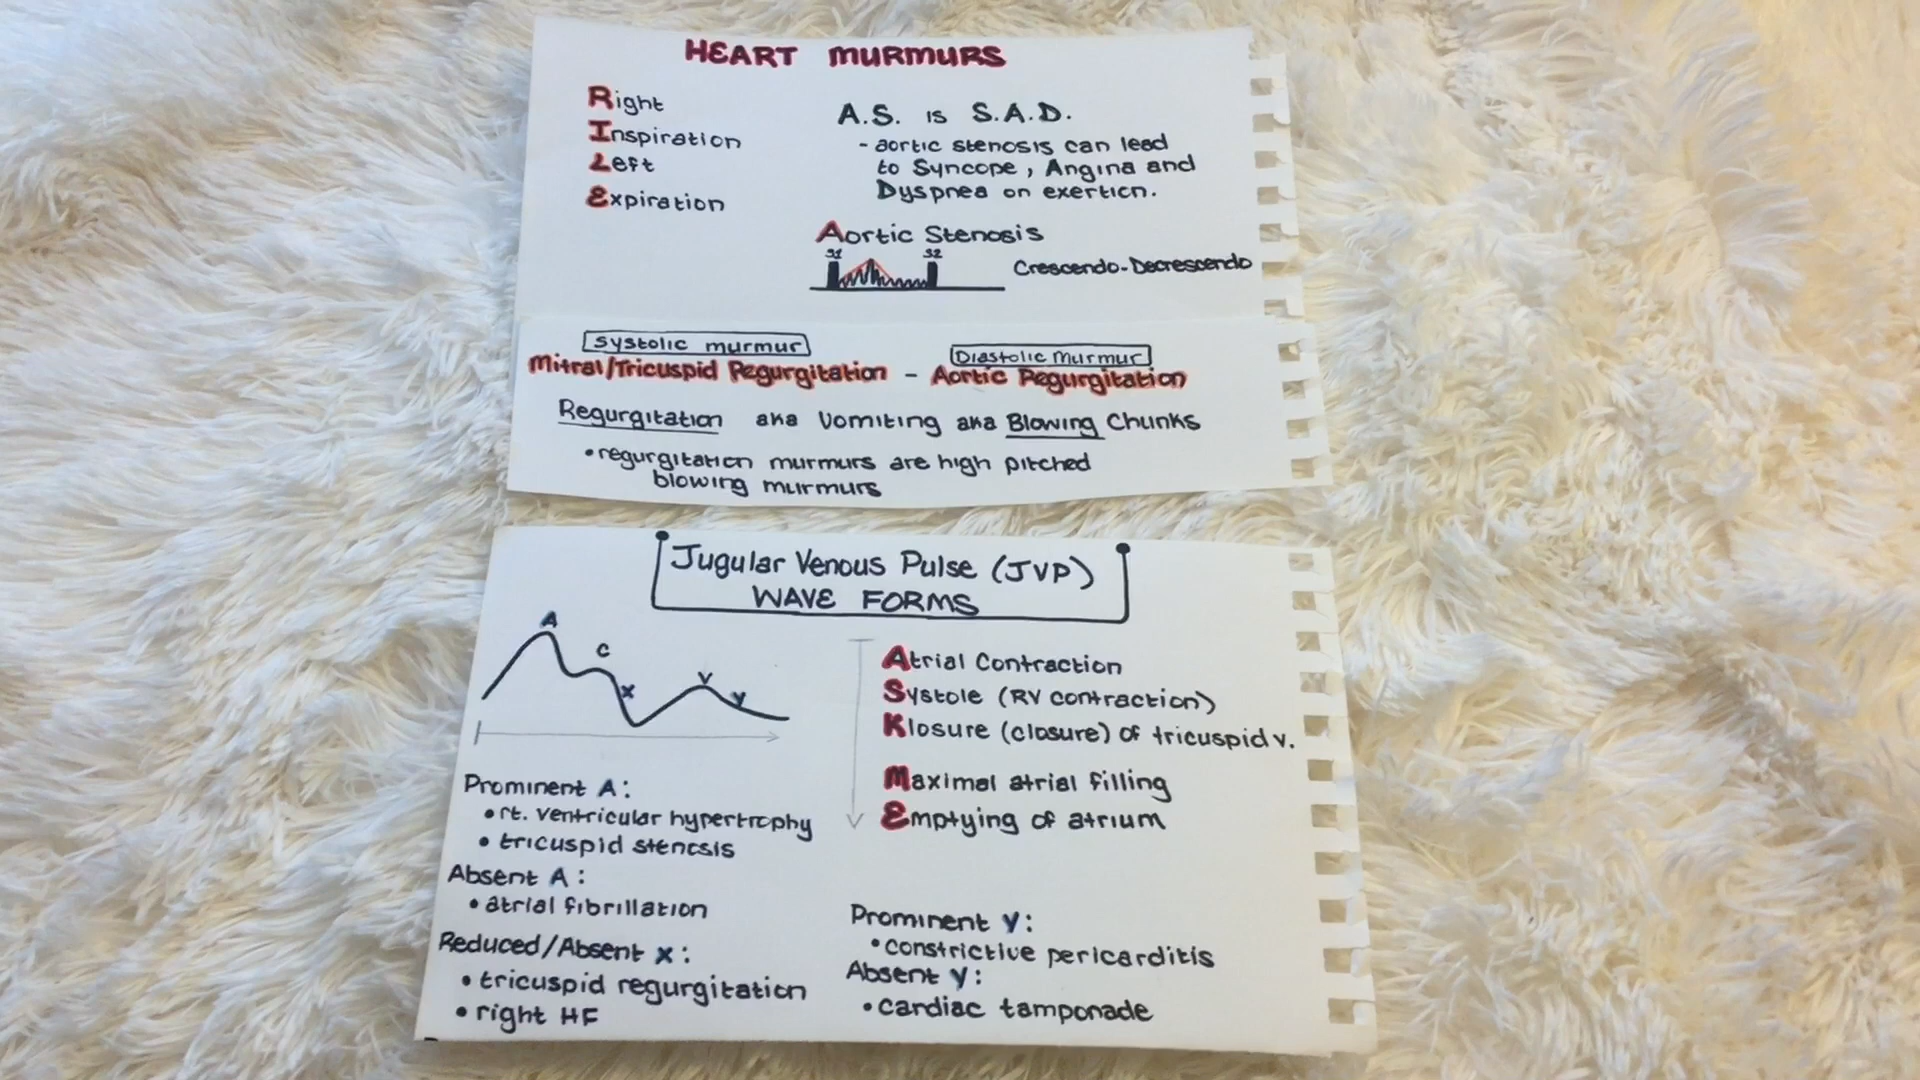 HEART MURMURS
Right
Inspiration
Left
Expiration
A.S. is S.A.D.
- aortic stenosis can lead
to Syncope, Angina and
Dyspnea on exertion.
Aortic Stenosis
S1 S2
Crescendo-Decrescendo
Systolic murmur
Mitral/Tricuspid Regurgitation -
Diastolic Murmur
Aortic Regurgitation
Regurgitation aka Vomiting aka Blowing Chunks
• regurgitation murmurs are high pitched
blowing murmurs
Jugular Venous Pulse (JVP)
WAVE FORMS
A
C
X
V
Y
Atrial Contraction
Systole (RV contraction)
Klosure (closure) of tricuspid v.
Maximal atrial filling
Emptying of atrium
Prominent A:
• rt. ventricular hypertrophy
• tricuspid stenosis
Absent A:
• atrial fibrillation
Reduced/Absent X:
• tricuspid regurgitation
• right HF
Prominent Y:
• constrictive pericarditis
Absent Y:
• cardiac tamponade